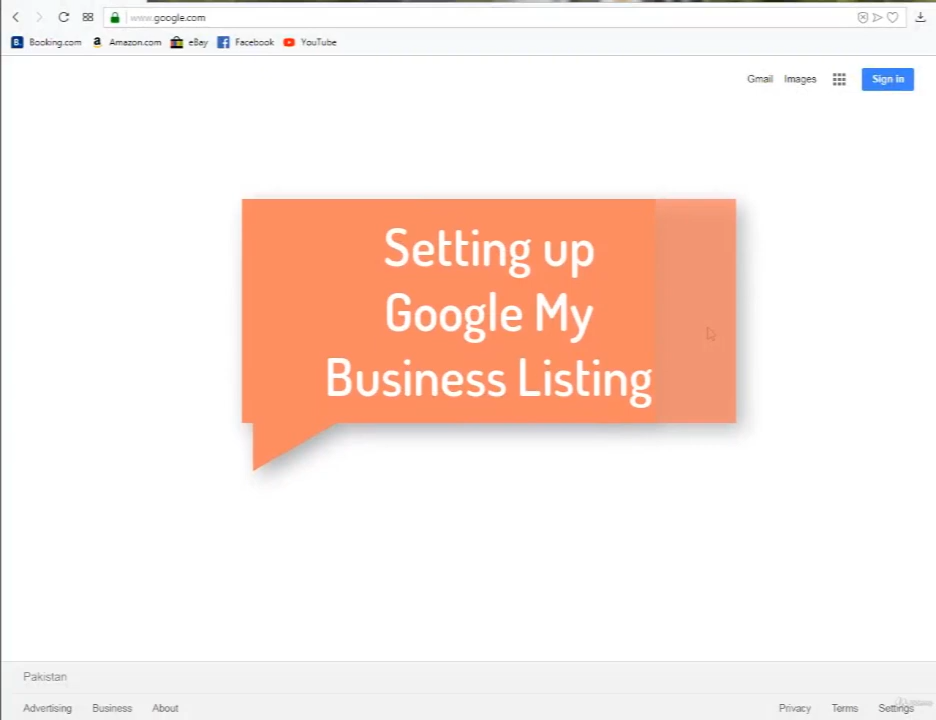 www.google.com
Booking.com Amazon.com eBay Facebook YouTube
Gmail Images Sign in
Setting up
Google My
Business Listing
Pakistan
Advertising Business About Privacy Terms Settings